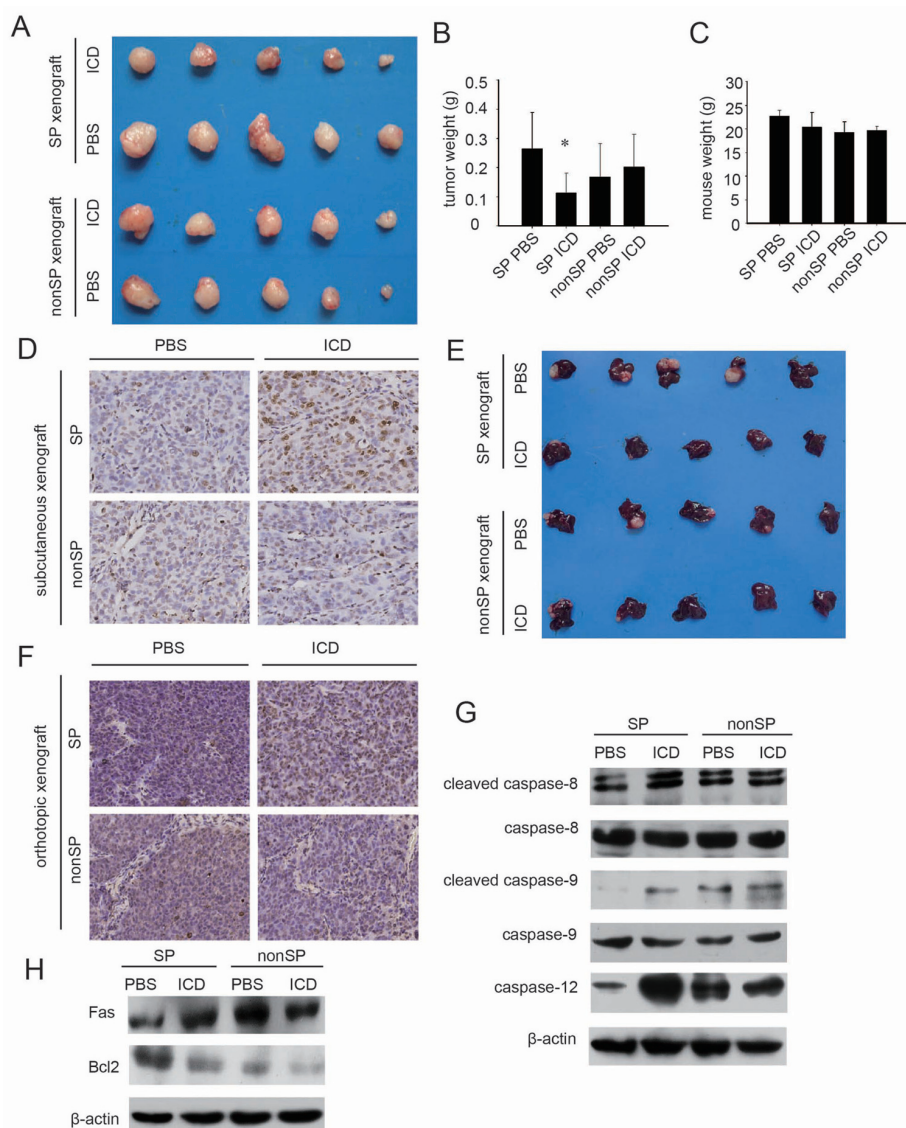 A
SP xenograft
ICD
PBS
nonSP xenograft
ICD
PBS
B
tumor weight (g)
0.5
0.4
0.3
0.2
0.1
0
*
SP PBS
SP ICD
nonSP PBS
nonSP ICD
C
mouse weight (g)
30
25
20
15
10
5
0
SP PBS
SP ICD
nonSP PBS
nonSP ICD
D
PBS ICD
subcutaneous xenograft
SP
nonSP
E
SP xenograft
PBS
ICD
nonSP xenograft
PBS
ICD
F
PBS ICD
orthotopic xenograft
SP
nonSP
G
SP nonSP
PBS ICD PBS ICD
cleaved caspase-8
caspase-8
cleaved caspase-9
caspase-9
caspase-12
β-actin
H
SP nonSP
PBS ICD PBS ICD
Fas
Bcl2
β-actin